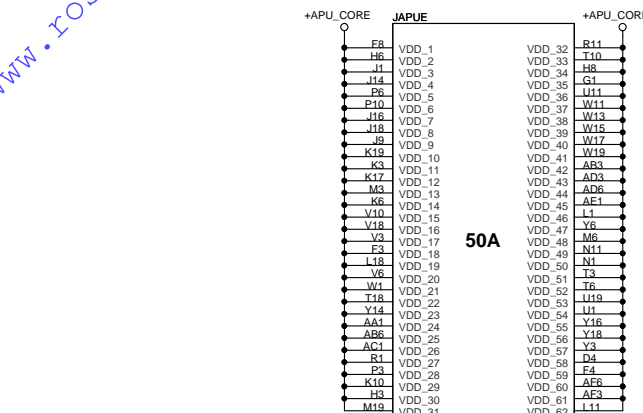 www.ros
+APU_CORE JAPUE +APU_COR
F8 VDD_1 VDD_32 R11
H6 VDD_2 VDD_33 T10
J1 VDD_3 VDD_34 H8
J14 VDD_4 VDD_35 G1
P6 VDD_5 VDD_36 U11
P10 VDD_6 VDD_37 W11
J16 VDD_7 VDD_38 W13
J18 VDD_8 VDD_39 W15
J9 VDD_9 VDD_40 W17
K19 VDD_10 VDD_41 W19
K3 VDD_11 VDD_42 AB3
K17 VDD_12 VDD_43 AD3
M3 VDD_13 VDD_44 AD6
K6 VDD_14 VDD_45 AE1
V10 VDD_15 VDD_46 L1
V18 VDD_16 VDD_47 Y6
V3 VDD_17 50A VDD_48 M6
F3 VDD_18 VDD_49 N11
L18 VDD_19 VDD_50 N1
V6 VDD_20 VDD_51 T3
W1 VDD_21 VDD_52 T6
T18 VDD_22 VDD_53 U19
Y14 VDD_23 VDD_54 U1
AA1 VDD_24 VDD_55 Y16
AB6 VDD_25 VDD_56 Y18
AC1 VDD_26 VDD_57 Y3
R1 VDD_27 VDD_58 D4
P3 VDD_28 VDD_59 F4
K10 VDD_29 VDD_60 AF6
H3 VDD_30 VDD_61 AF3
M19 VDD_31 VDD_62 L11